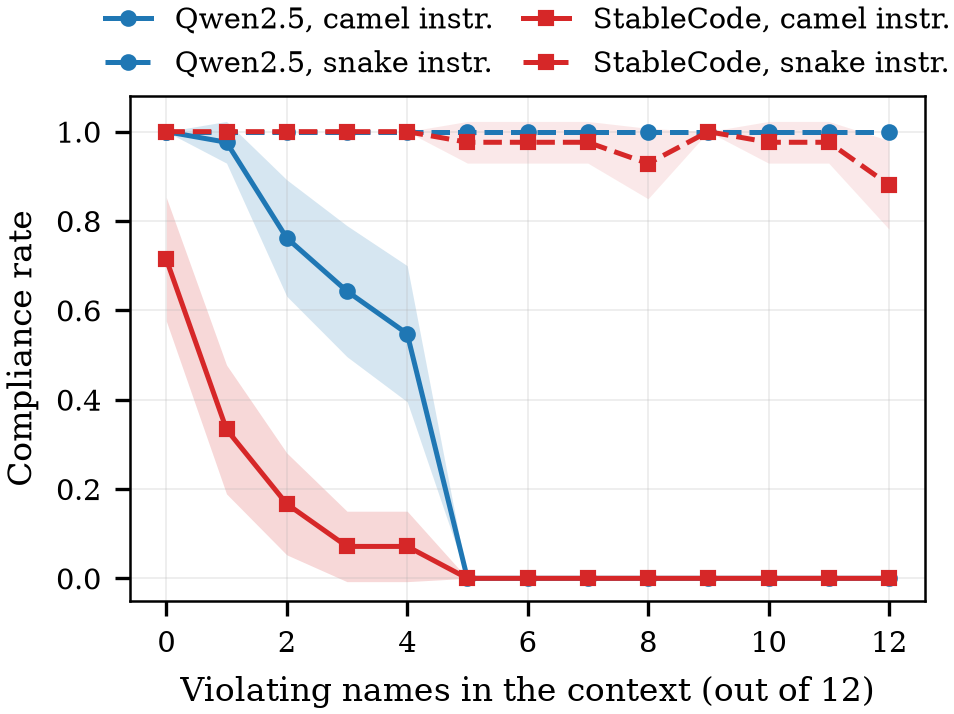 Qwen2.5, camel instr.
StableCode, camel instr.
Qwen2.5, snake instr.
StableCode, snake instr.
Compliance rate
1.0
0.8
0.6
0.4
0.2
0.0
0 2 4 6 8 10 12
Violating names in the context (out of 12)